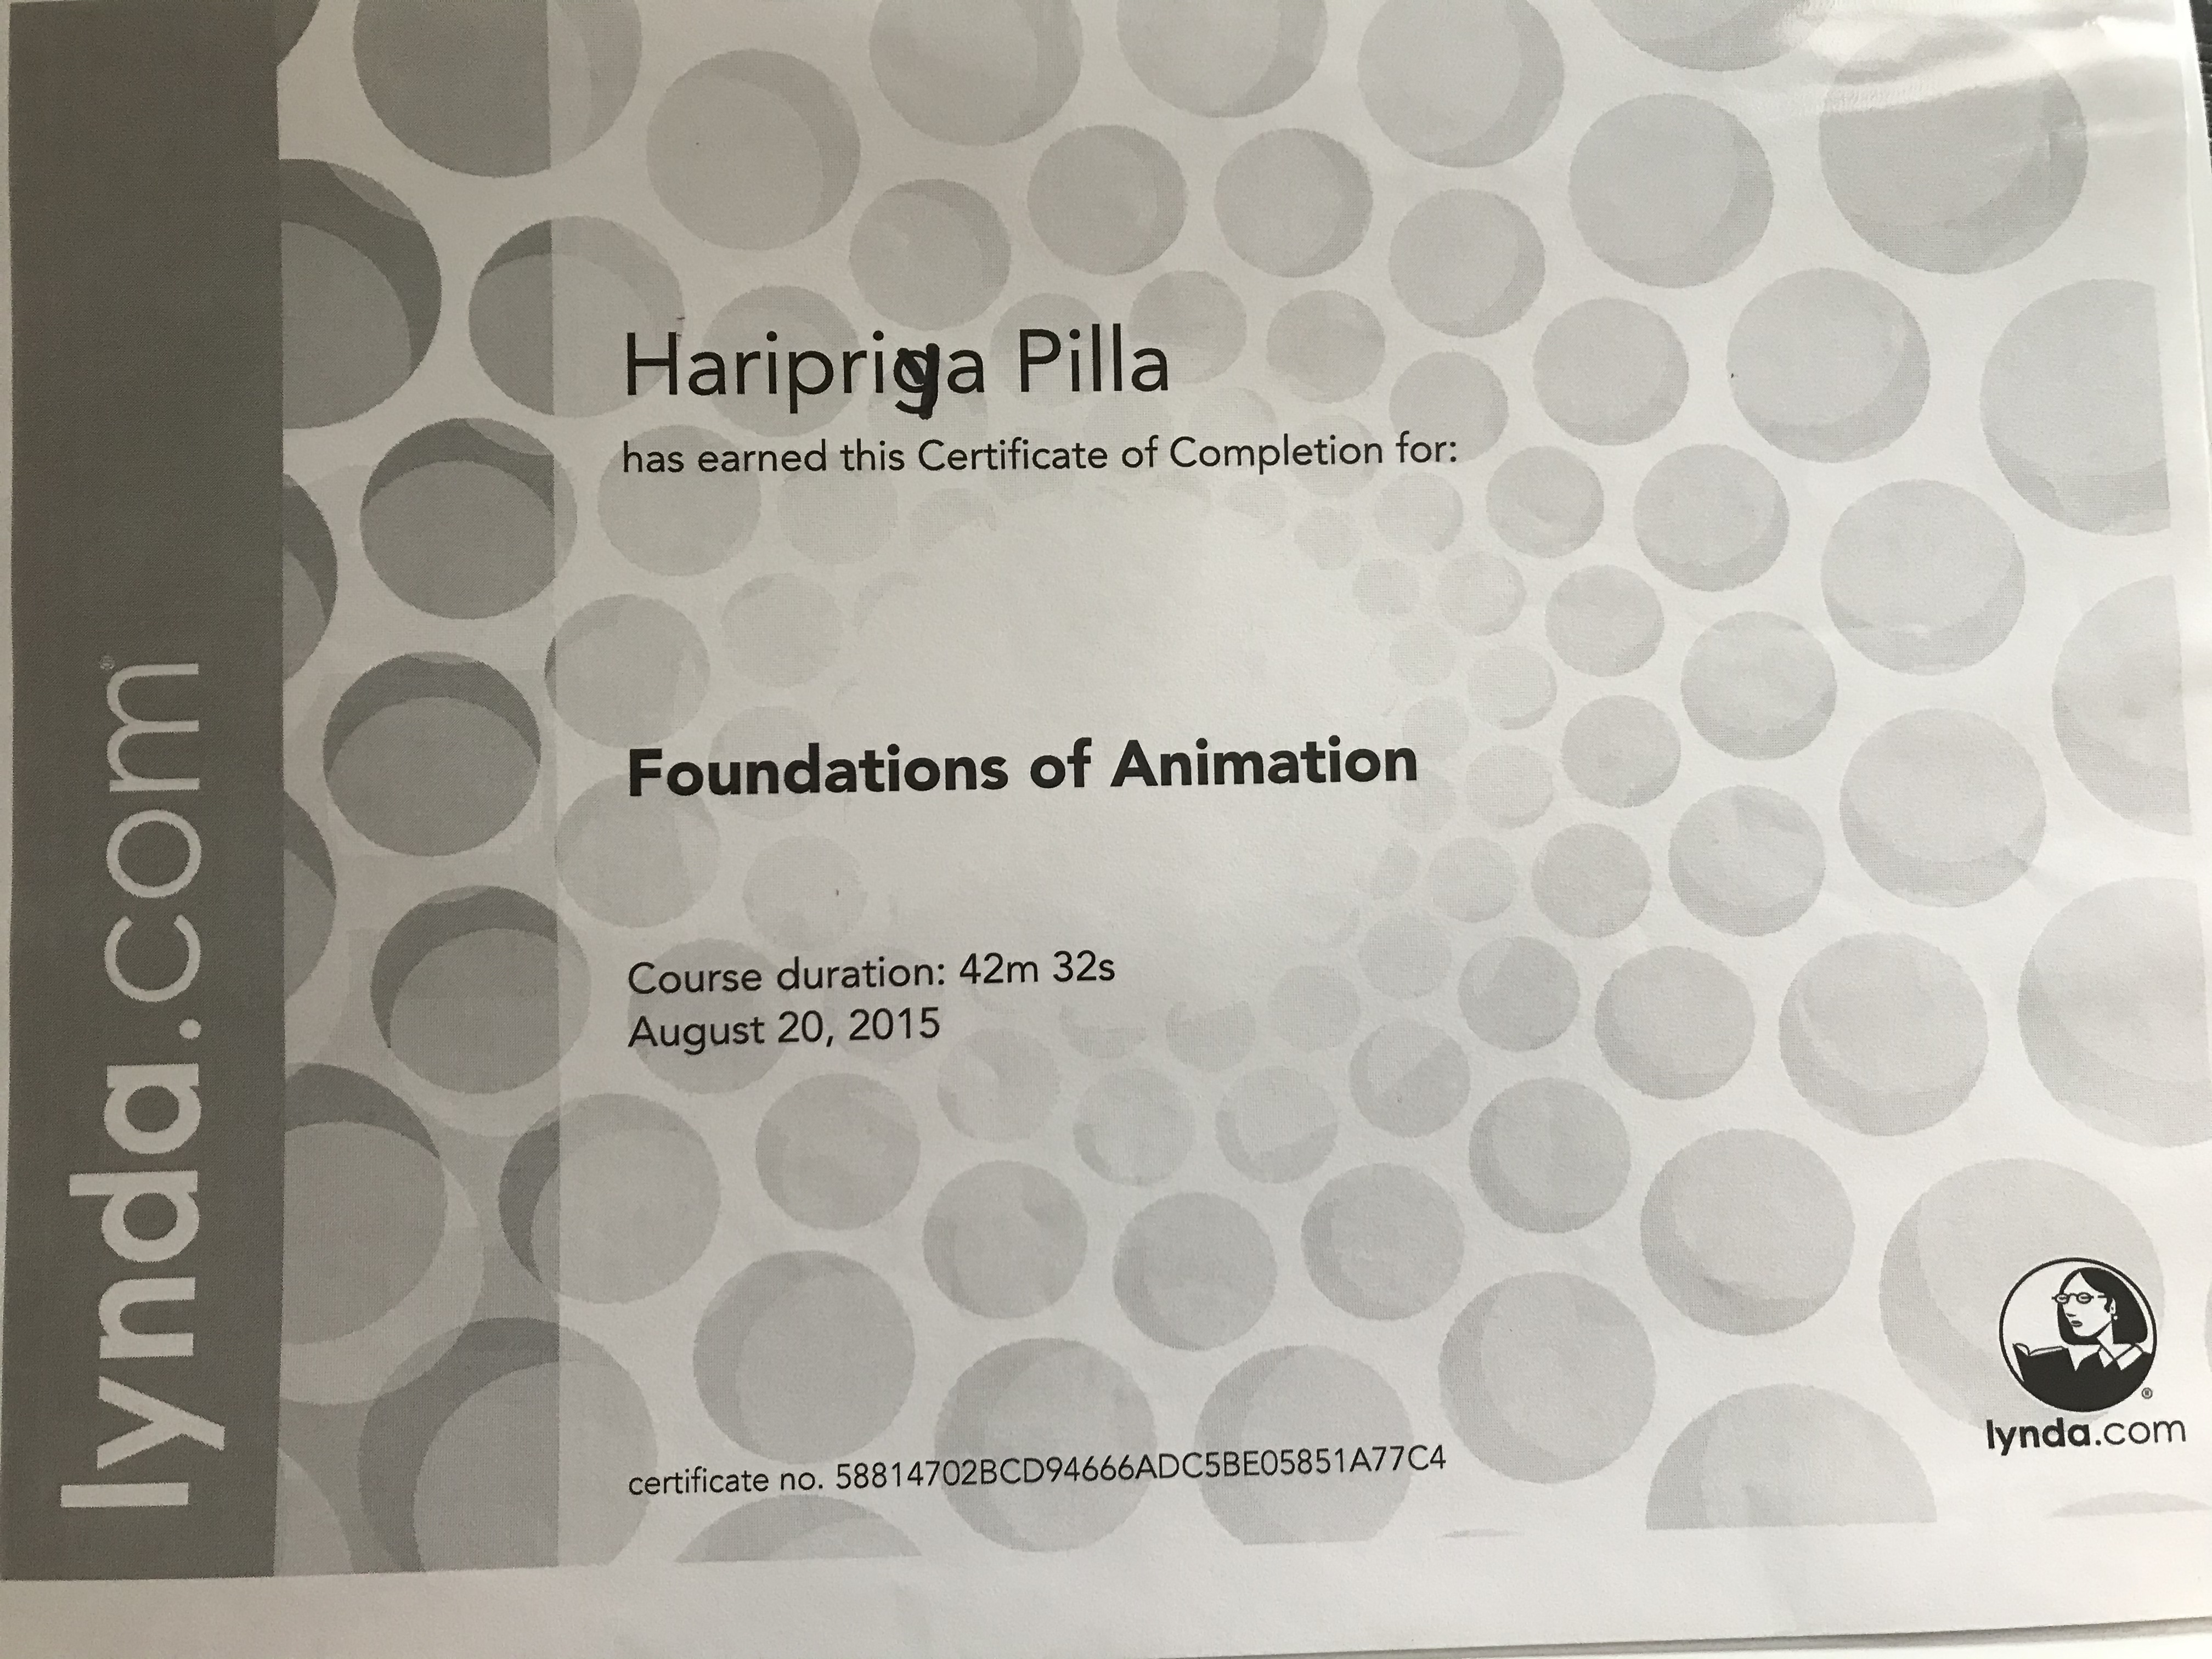 lynda.com®
Haripriya Pilla
has earned this Certificate of Completion for:
Foundations of Animation
Course duration: 42m 32s
August 20, 2015
certificate no. 58814702BCD94666ADC5BE05851A77C4
®
lynda.com